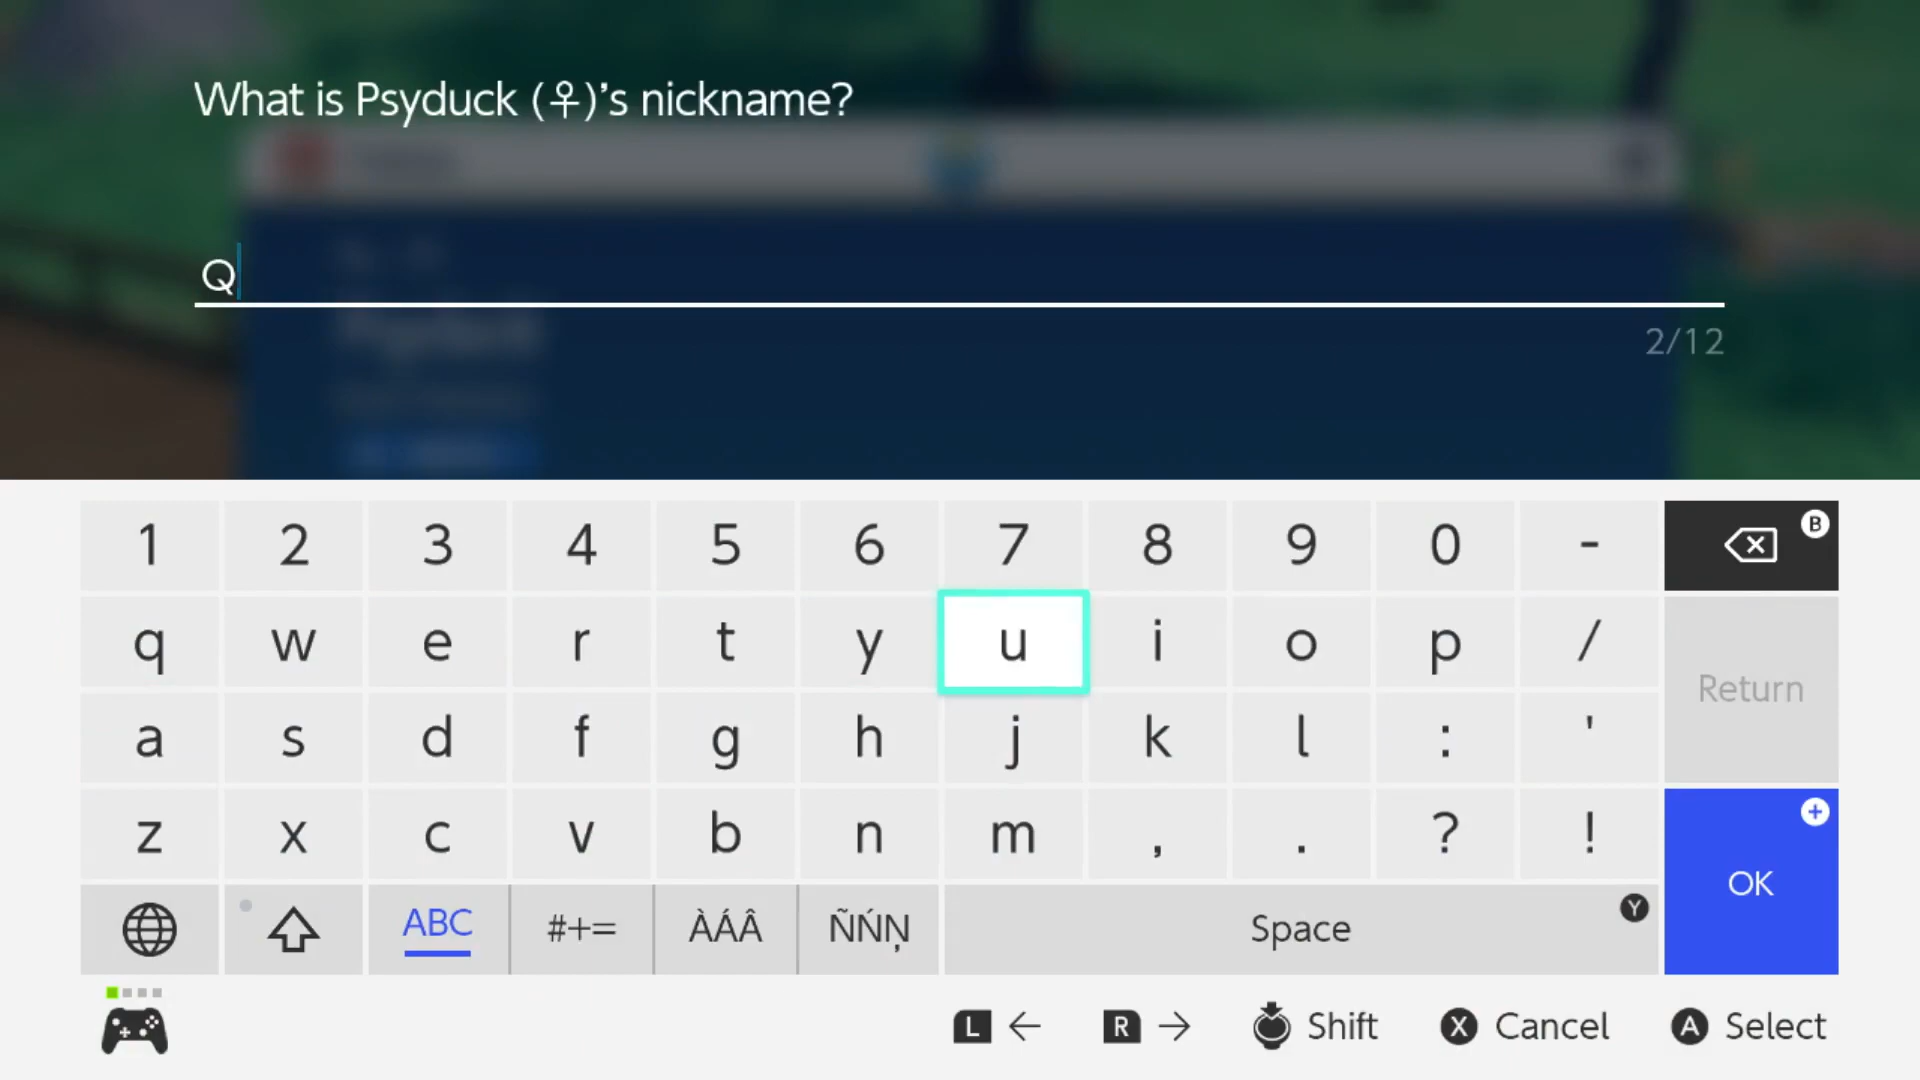 What is Psyduck (♀)'s nickname?
Q
2/12
1 2 3 4 5 6 7 8 9 0 -
B
q w e r t y u i o p /
Return
a s d f g h j k l : '
z x c v b n m , . ? !
+
OK
ABC #+= ÀÁÂ ÑŃŅ Space Y
L ← R → Shift X Cancel A Select